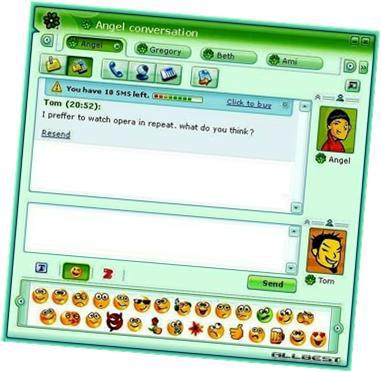 Angel conversation
Angel
Gregory
Beth
Ami
You have 10 SMS left.
Click to buy
Tom (20:52):
I preffer to watch opera in repeat. what do you think?
Resend
Angel
Tom
T
Send
ALLBEST